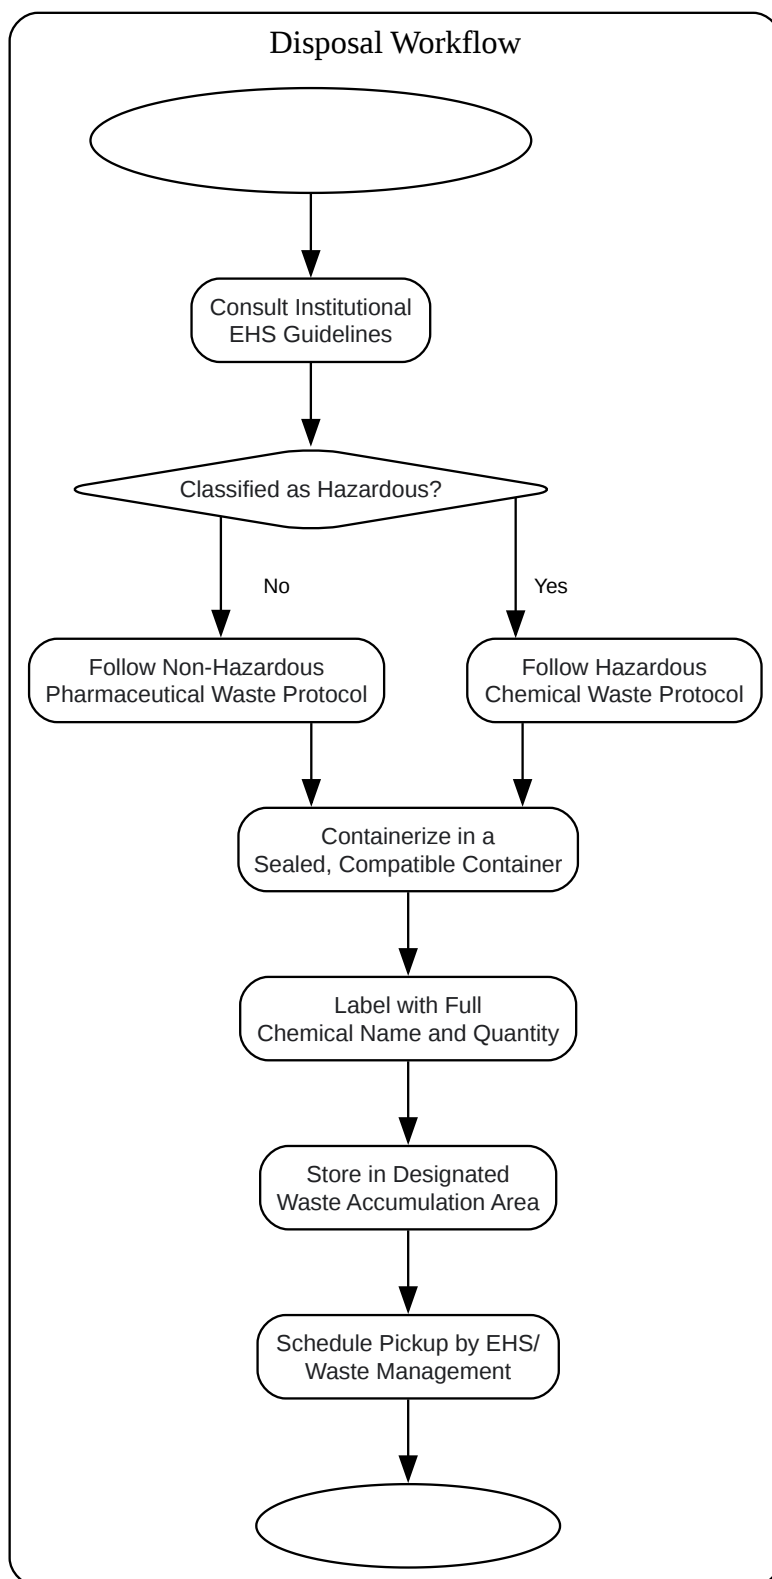 Disposal Workflow
Consult Institutional
EHS Guidelines
Classified as Hazardous?
No
Yes
Follow Non-Hazardous
Pharmaceutical Waste Protocol
Follow Hazardous
Chemical Waste Protocol
Containerize in a
Sealed, Compatible Container
Label with Full
Chemical Name and Quantity
Store in Designated
Waste Accumulation Area
Schedule Pickup by EHS/
Waste Management